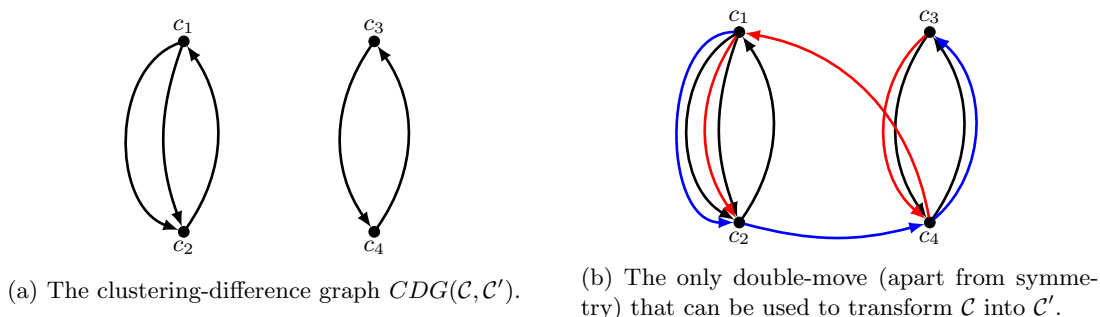 c₁ c₃
c₂ c₄
(a) The clustering-difference graph CDG(𝒞, 𝒞′).
c₁ c₃
c₂ c₄
(b) The only double-move (apart from symme-
try) that can be used to transform 𝒞 into 𝒞′.